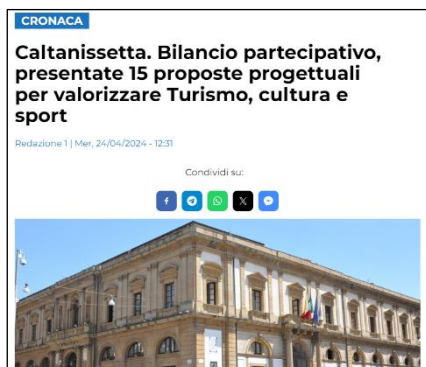 CRONACA
Caltanissetta. Bilancio partecipativo,
presentate 15 proposte progettuali
per valorizzare Turismo, cultura e
sport
Redazione 1 | Mer, 24/04/2024 - 12:31
Condividi su: